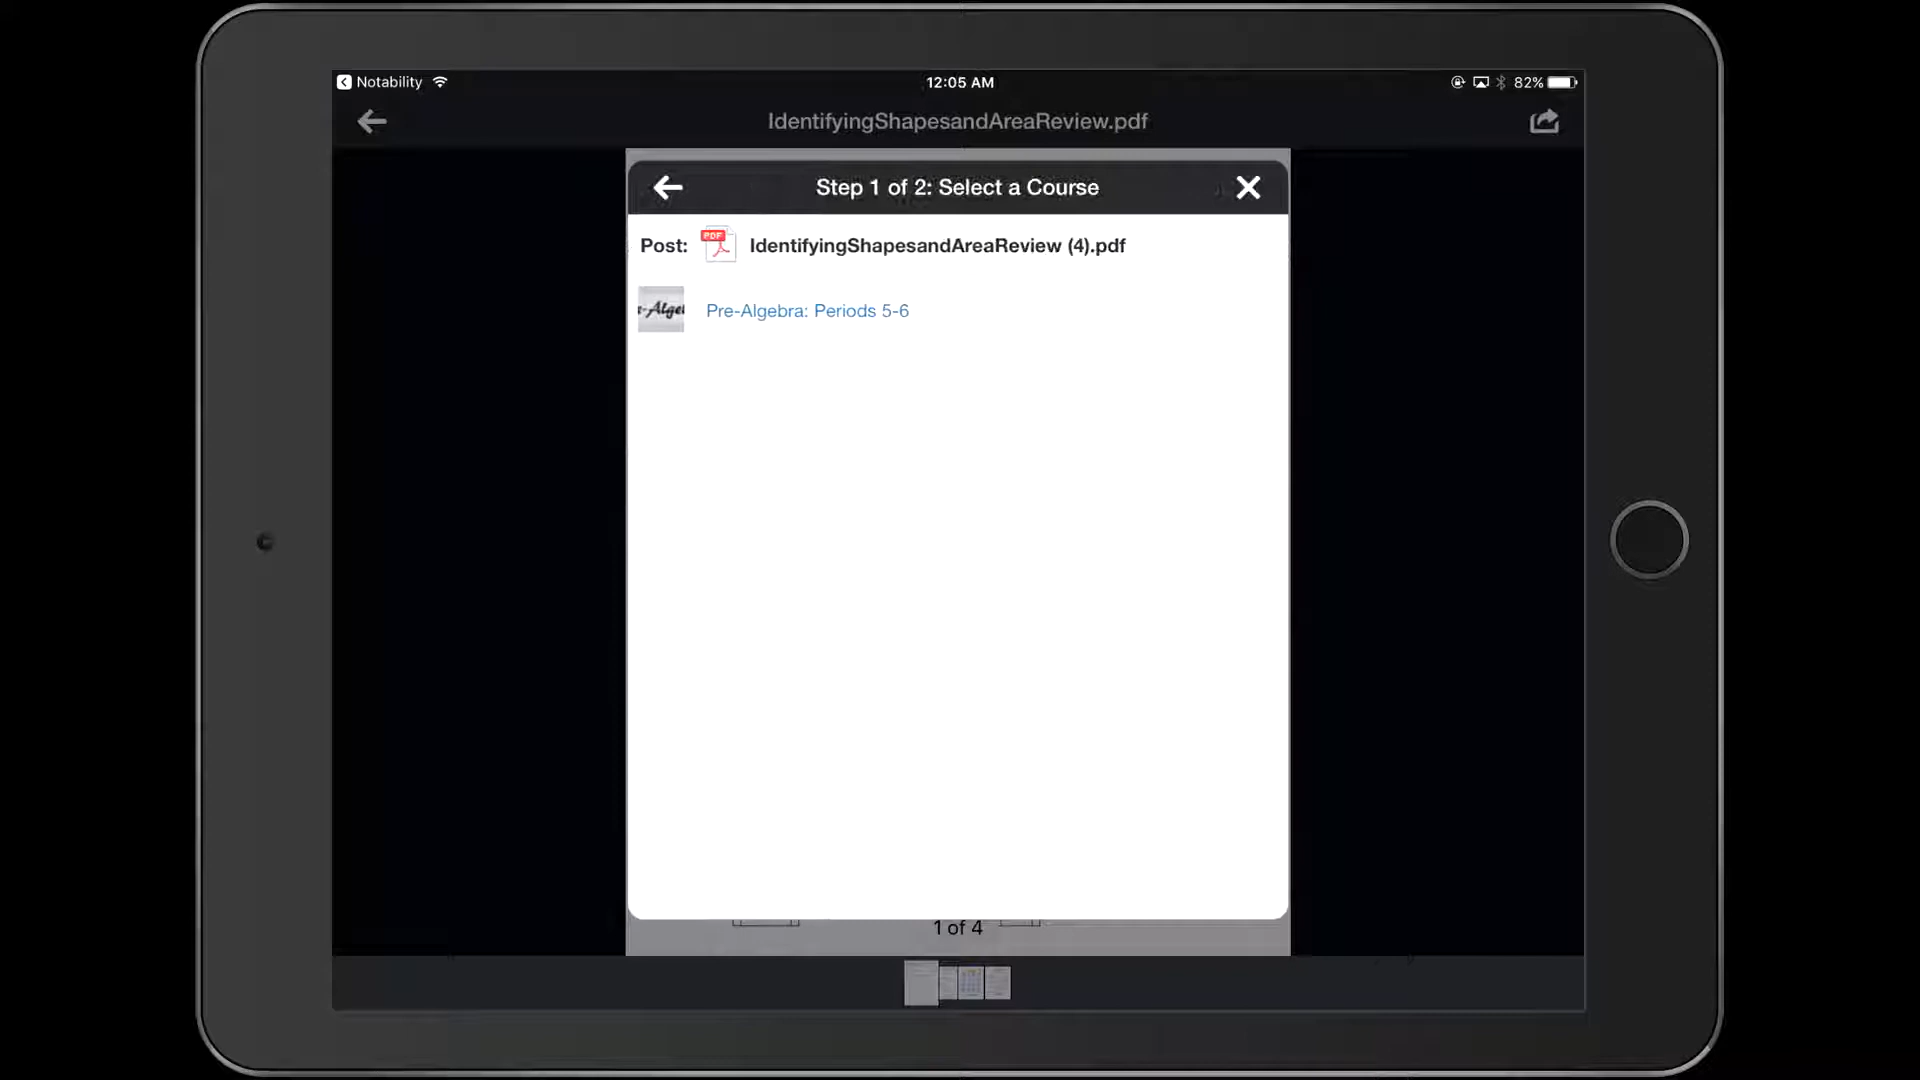 Notability
12:05 AM
82%
IdentifyingShapesandAreaReview.pdf
Step 1 of 2: Select a Course
Post: PDF IdentifyingShapesandAreaReview (4).pdf
Pre-Algebra: Periods 5-6
1 of 4